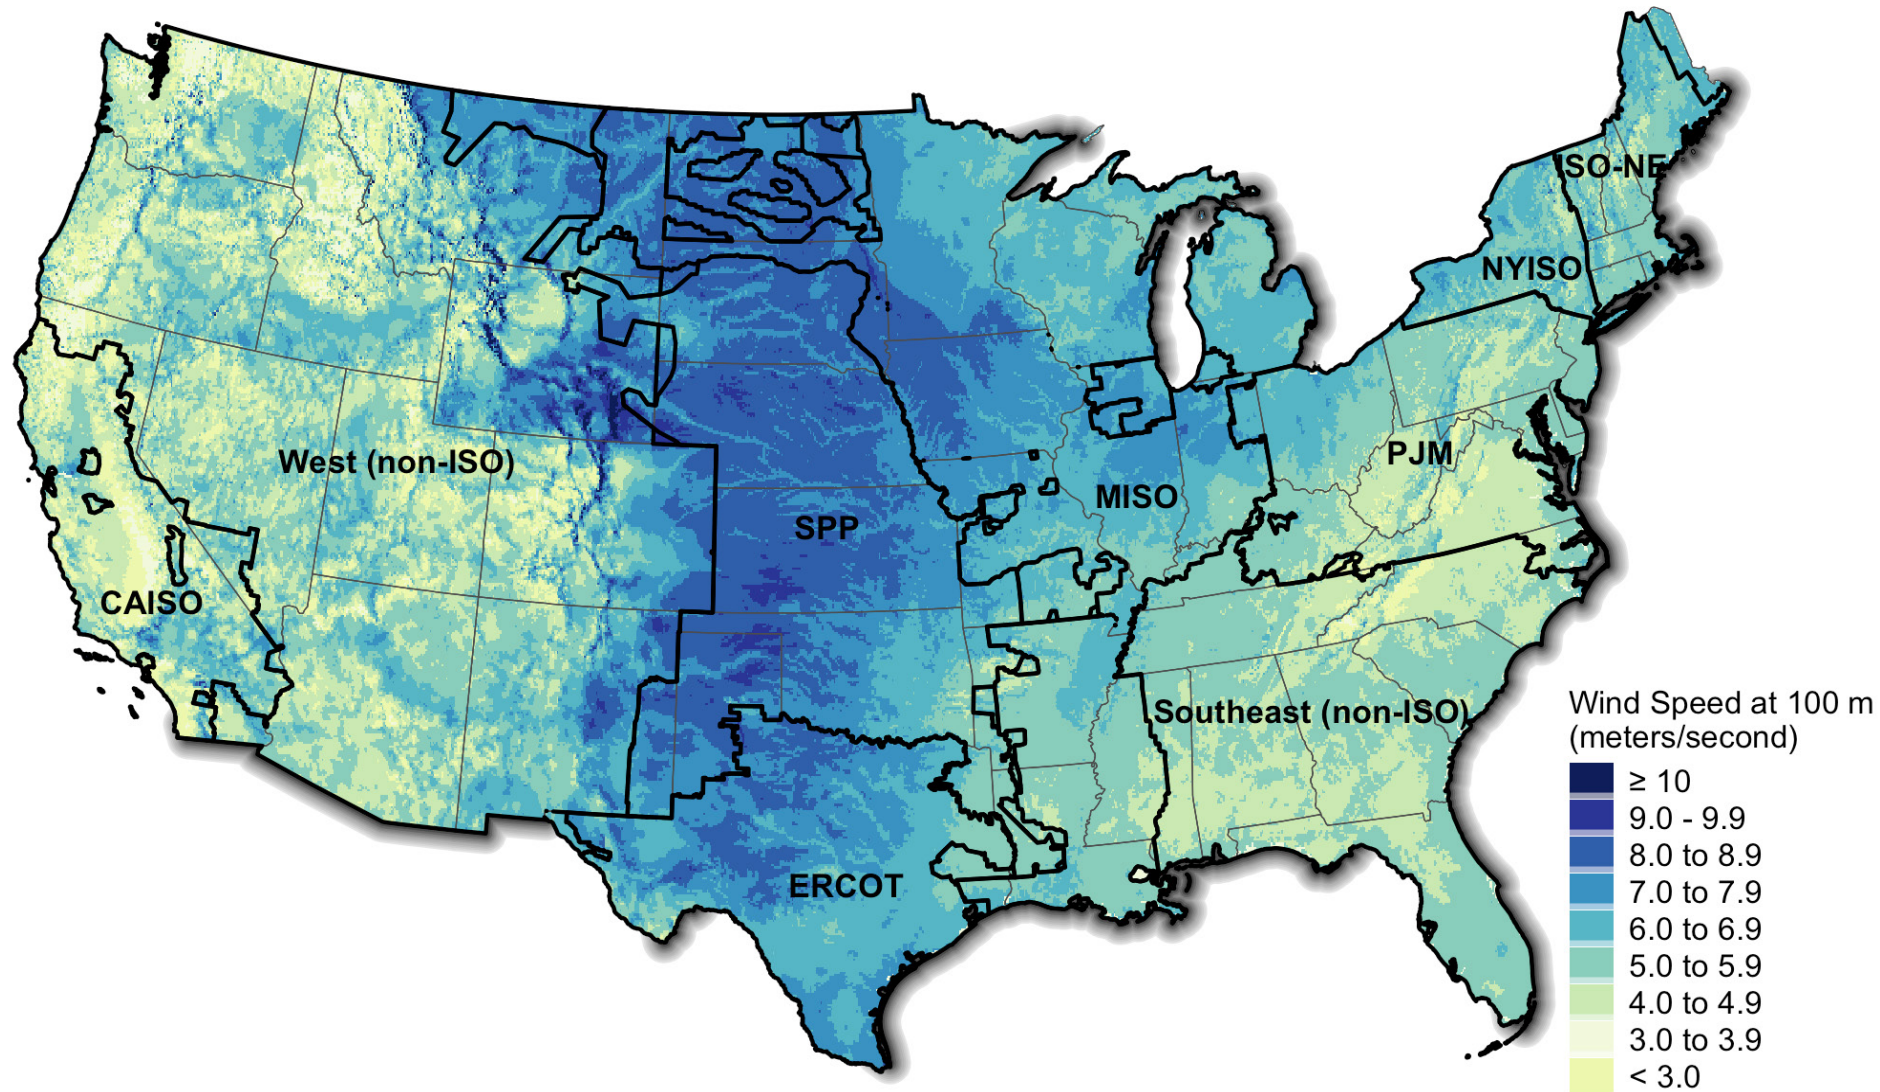 ISO-NE
NYISO
West (non-ISO)
PJM
MISO
SPP
CAISO
Southeast (non-ISO)
ERCOT
Wind Speed at 100 m
(meters/second)
≥ 10
9.0 - 9.9
8.0 to 8.9
7.0 to 7.9
6.0 to 6.9
5.0 to 5.9
4.0 to 4.9
3.0 to 3.9
< 3.0